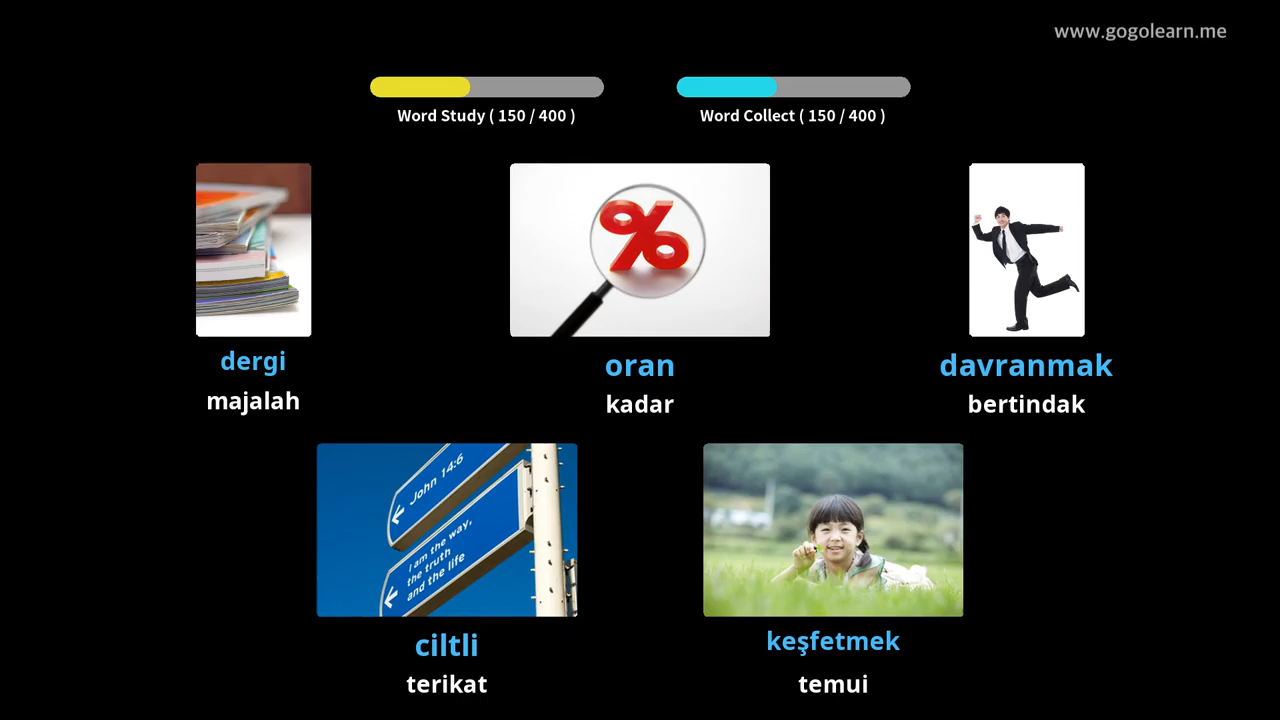 www.gogolearn.me
Word Study ( 150 / 400 )
Word Collect ( 150 / 400 )
%
dergi
majalah
oran
kadar
davranmak
bertindak
John 14:6
I am the way,
the truth
and the life
ciltli
terikat
keşfetmek
temui